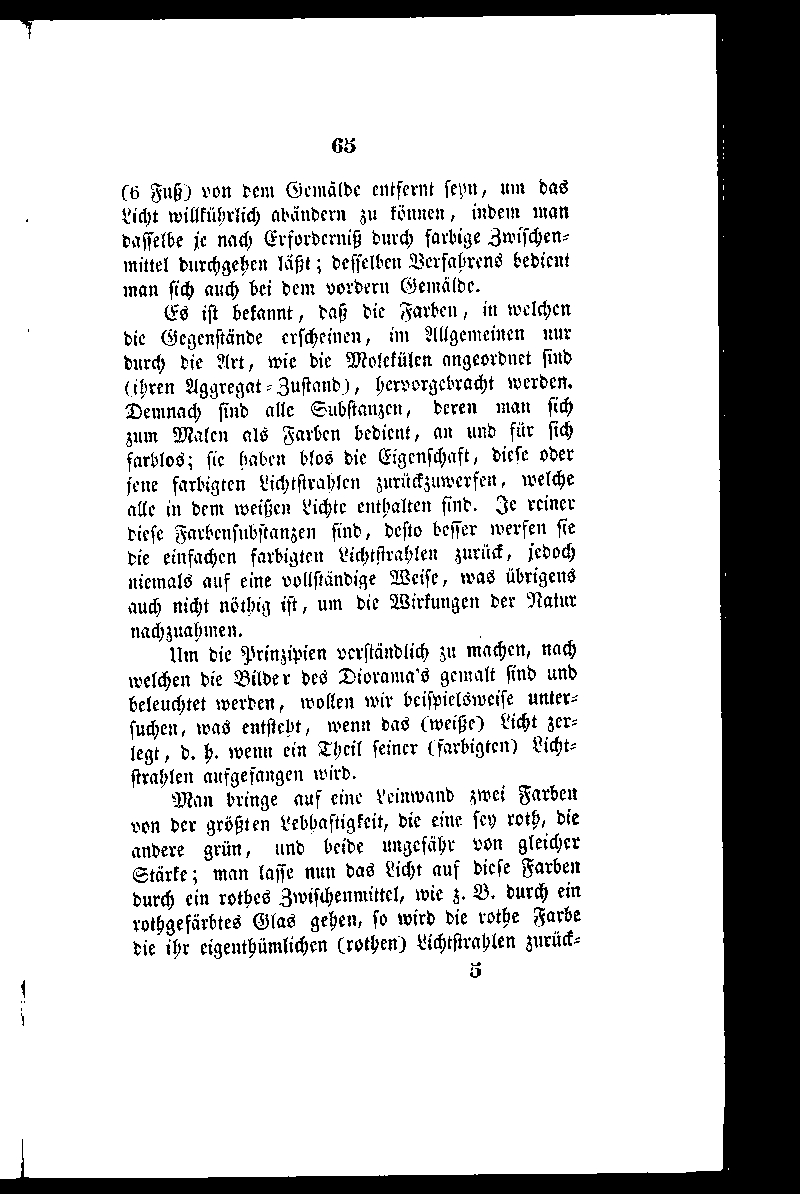 65
(6 Fuß) von dem Gemälde entfernt seyn, um das
Licht willkührlich abändern zu können, indem man
dasselbe je nach Erforderniß durch farbige Zwischen-
mittel durchgehen läßt; desselben Verfahrens bedient
man sich auch bei dem vordern Gemälde.
Es ist bekannt, daß die Farben, in welchen
die Gegenstände erscheinen, im Allgemeinen nur
durch die Art, wie die Molekülen angeordnet sind
(ihren Aggregat-Zustand), hervorgebracht werden.
Demnach sind alle Substanzen, deren man sich
zum Malen als Farben bedient, an und für sich
farblos; sie haben blos die Eigenschaft, diese oder
jene farbigten Lichtstrahlen zurückzuwerfen, welche
alle in dem weißen Lichte enthalten sind. Je reiner
diese Farbensubstanzen sind, desto besser werfen sie
die einfachen farbigten Lichtstrahlen zurück, jedoch
niemals auf eine vollständige Weise, was übrigens
auch nicht nöthig ist, um die Wirkungen der Natur
nachzuahmen.
Um die Prinzipien verständlich zu machen, nach
welchen die Bilder des Diorama's gemalt sind und
beleuchtet werden, wollen wir beispielsweise unter-
suchen, was entsteht, wenn das (weiße) Licht zer-
legt, d. h. wenn ein Theil seiner (farbigten) Licht-
strahlen aufgefangen wird.
Man bringe auf eine Leinwand zwei Farben
von der größten Lebhaftigkeit, die eine sey roth, die
andere grün, und beide ungefähr von gleicher
Stärke; man lasse nun das Licht auf diese Farben
durch ein rothes Zwischenmittel, wie z. B. durch ein
rothgefärbtes Glas gehen, so wird die rothe Farbe
die ihr eigenthümlichen (rothen) Lichtstrahlen zurück-
5